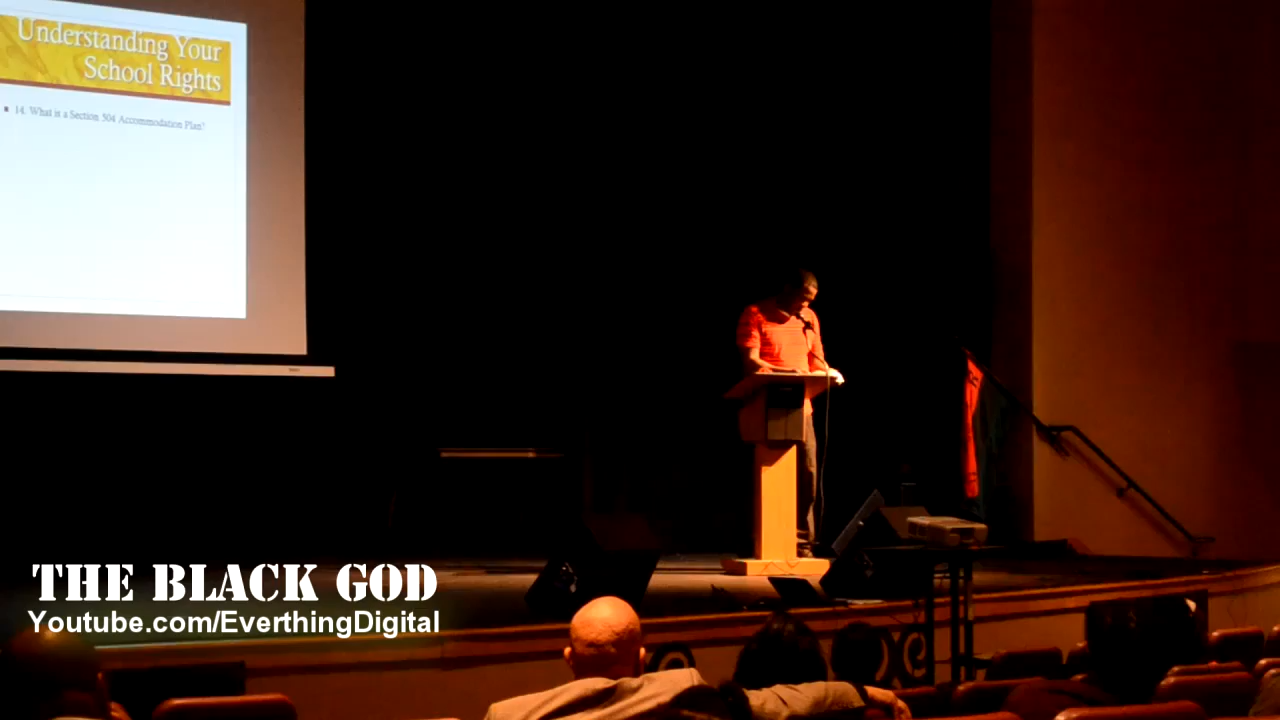 Understanding Your
School Rights
14. What is a Section 504 Accommodation Plan?
THE BLACK GOD
Youtube.com/EverthingDigital